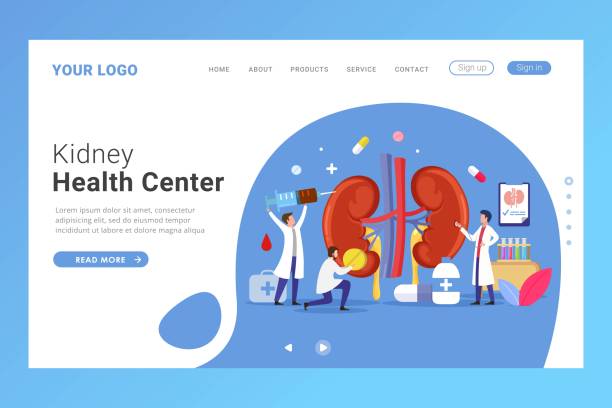 YOUR LOGO
HOME ABOUT PRODUCTS SERVICE CONTACT Sign up Sign in
Kidney
Health Center
Lorem ipsum dolor sit amet,
consectetur adipiscing elit, sed do eiusmod
tempor incididunt ut labore et dolore
magna aliqua
READ MORE